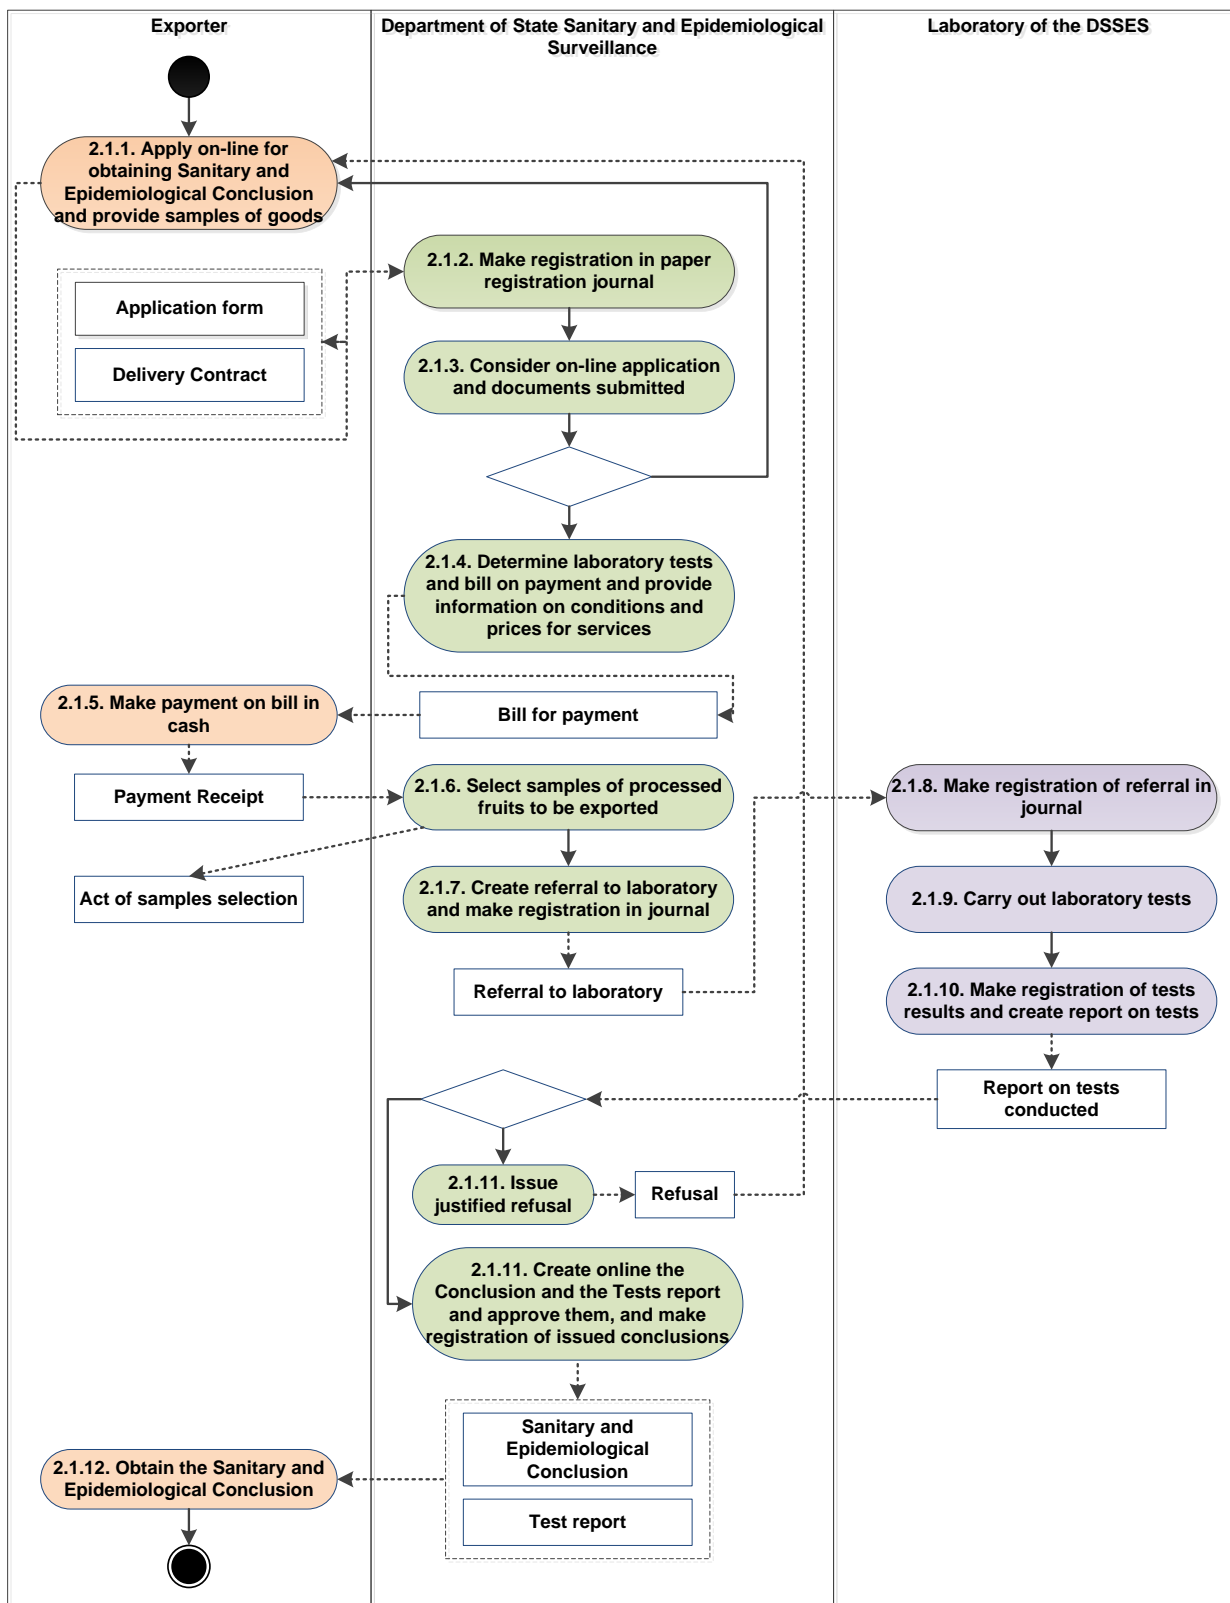 Exporter
Department of State Sanitary and Epidemiological
Surveillance
Laboratory of the DSSES
2.1.1. Apply on-line for
obtaining Sanitary and
Epidemiological Conclusion
and provide samples of goods
2.1.2. Make registration in paper
registration journal
Application form
Delivery Contract
2.1.3. Consider on-line application
and documents submitted
2.1.4. Determine laboratory tests
and bill on payment and provide
information on conditions and
prices for services
2.1.5. Make payment on bill in
cash
Bill for payment
Payment Receipt
2.1.6. Select samples of processed
fruits to be exported
2.1.8. Make registration of referral in
journal
Act of samples selection
2.1.7. Create referral to laboratory
and make registration in journal
2.1.9. Carry out laboratory tests
Referral to laboratory
2.1.10. Make registration of tests
results and create report on tests
Report on tests
conducted
2.1.11. Issue
justified refusal
Refusal
2.1.11. Create online the
Conclusion and the Tests report
and approve them, and make
registration of issued conclusions
Sanitary and
Epidemiological
Conclusion
2.1.12. Obtain the Sanitary and
Epidemiological Conclusion
Test report